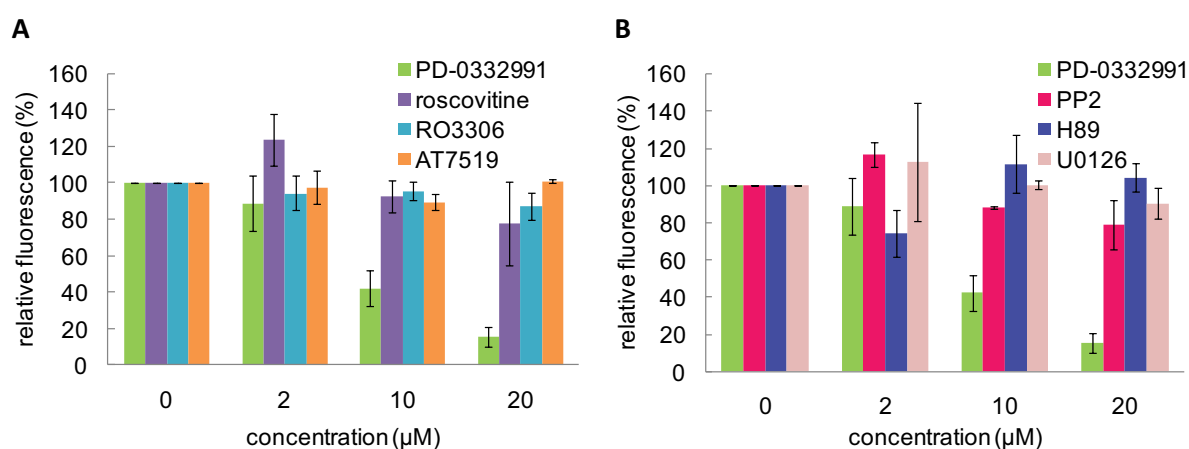 A
relative fluorescence (%)
160
140
120
100
80
60
40
20
0
PD-0332991
roscovitine
RO3306
AT7519
0 2 10 20
concentration (µM)
B
relative fluorescence (%)
160
140
120
100
80
60
40
20
0
PD-0332991
PP2
H89
U0126
0 2 10 20
concentration (µM)